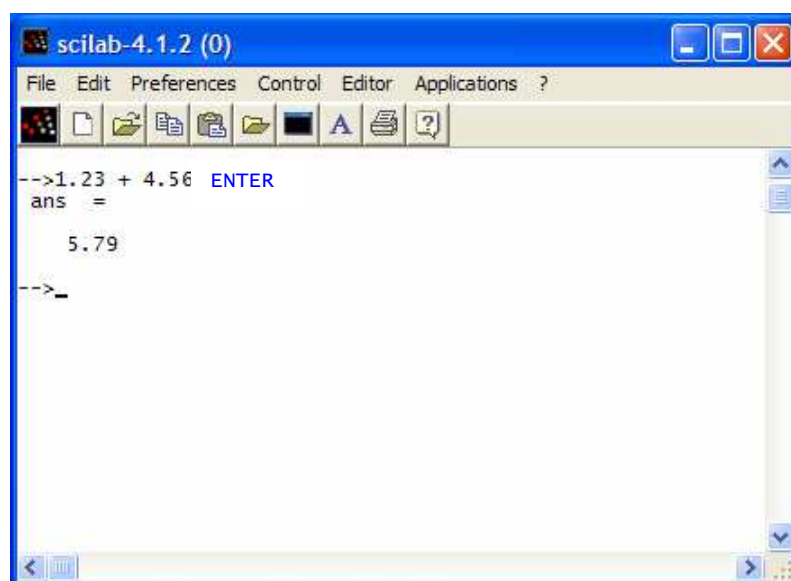 scilab-4.1.2 (0)
File Edit Preferences Control Editor Applications ?
A
-->1.23 + 4.56 ENTER
ans =
5.79
-->_